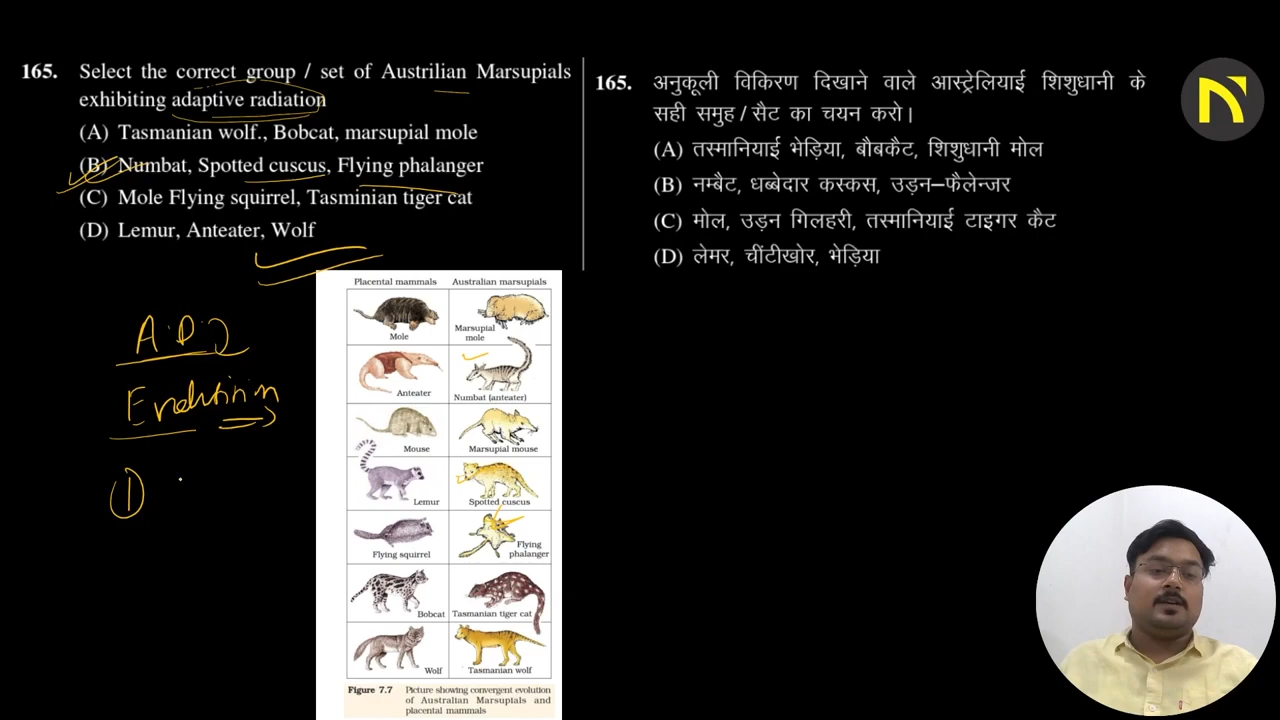 165. Select the correct group / set of Austrilian Marsupials
exhibiting adaptive radiation
(A) Tasmanian wolf., Bobcat, marsupial mole
(B) Numbat, Spotted cuscus, Flying phalanger
(C) Mole Flying squirrel, Tasminian tiger cat
(D) Lemur, Anteater, Wolf
165. अनुकूली विकिरण दिखाने वाले आस्ट्रेलियाई शिशुधानी के
सही समुह / सैट का चयन करो।
(A) तस्मानियाई भेड़िया, बौबकैट, शिशुधानी मोल
(B) नम्बैट, धब्बेदार कस्कस, उड़न–फैलेन्जर
(C) मोल, उड़न गिलहरी, तस्मानियाई टाइगर कैट
(D) लेमर, चींटीखोर, भेड़िया
Placental mammals Australian marsupials
Mole Marsupial
mole
Anteater Numbat (anteater)
Mouse Marsupial mouse
Lemur Spotted cuscus
Flying squirrel Flying
phalanger
Bobcat Tasmanian tiger cat
Wolf Tasmanian wolf
Figure 7.7 Picture showing convergent evolution
of Australian Marsupials and
placental mammals
Evolution
①
N